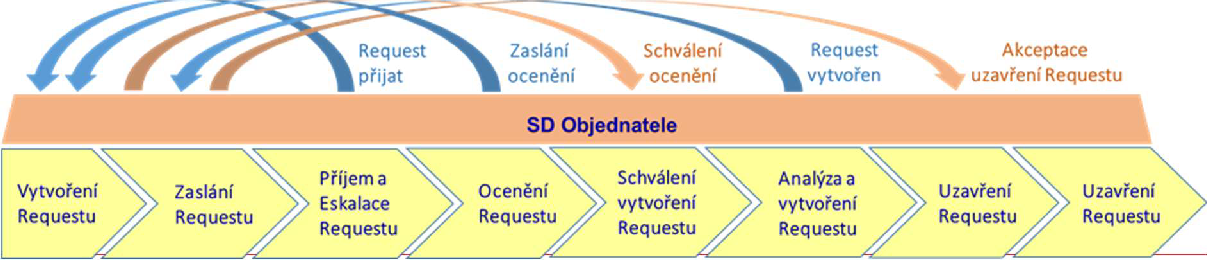 Request
přijat
Zaslání
ocenění
Schválení
ocenění
Request
vytvořen
Akceptace
uzavření Requestu
SD Objednatele
Vytvoření
Requestu
Zaslání
Requestu
Příjem a
Eskalace
Requestu
Ocenění
Requestu
Schválení
vytvoření
Requestu
Analýza a
vytvoření
Requestu
Uzavření
Requestu
Uzavření
Requestu